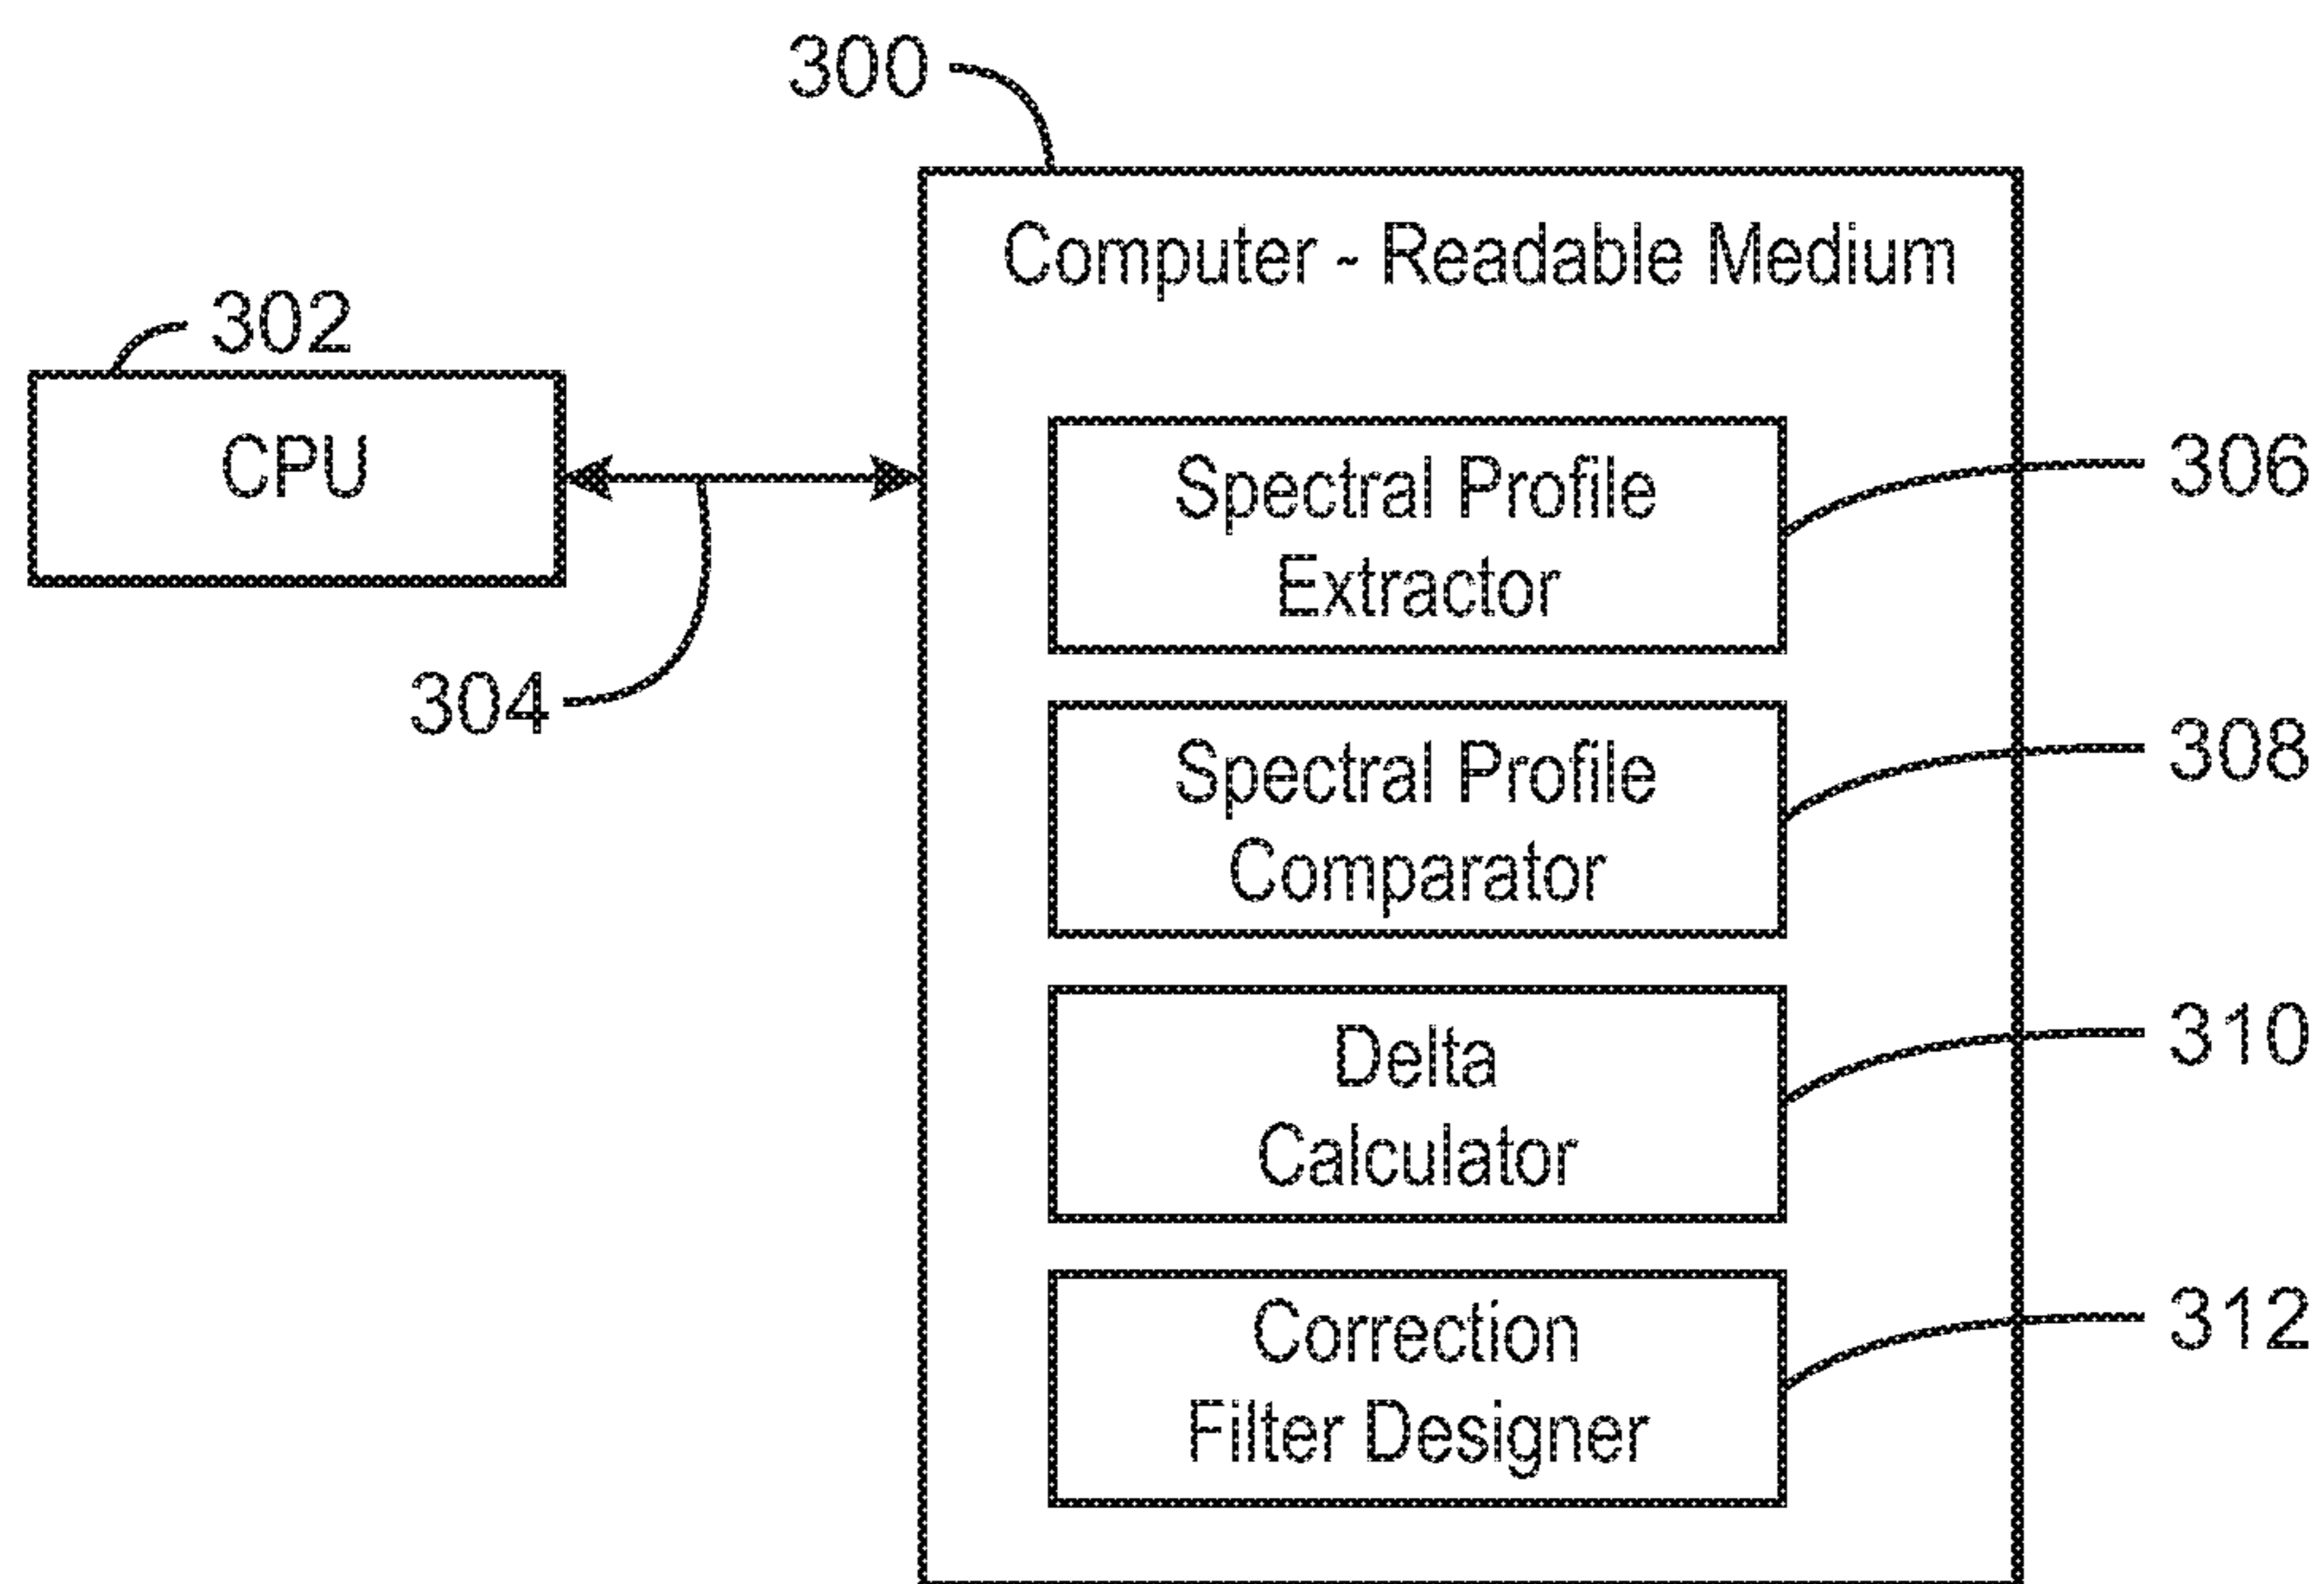 300
Computer - Readable Medium
302
CPU
304
Spectral Profile
Extractor
306
Spectral Profile
Comparator
308
Delta
Calculator
310
Correction
Filter Designer
312